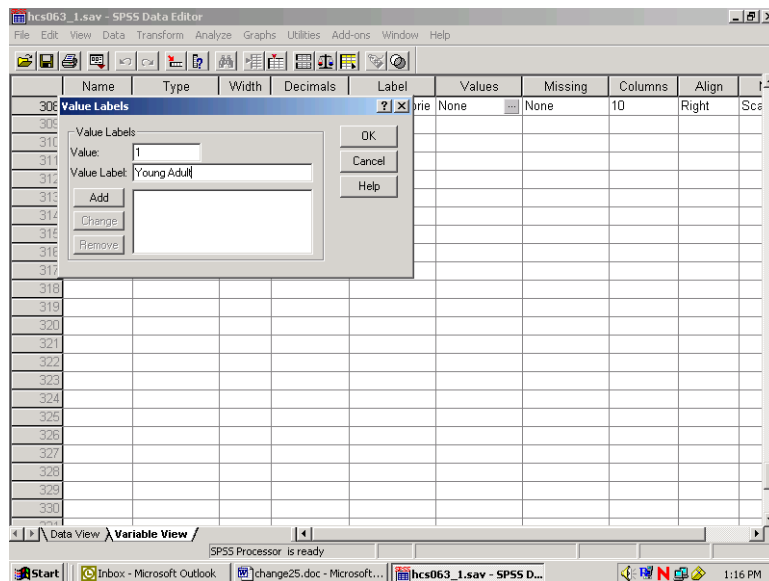 hcs063_1.sav - SPSS Data Editor
File Edit View Data Transform Analyze Graphs Utilities Add-ons Window Help
Name Type Width Decimals Label Values Missing Columns Align
308 Value Labels None None 10 Right Sca
309
310
311
312
313
314
315
316
317
Value Labels
Value: 1
Value Label: Young Adult
Add
Change
Remove
OK
Cancel
Help
318
319
320
321
322
323
324
325
326
327
328
329
330
Data View Variable View
SPSS Processor is ready
Start Inbox - Microsoft Outlook change25.doc - Microsoft... hcs063_1.sav - SPSS D... 1:16 PM